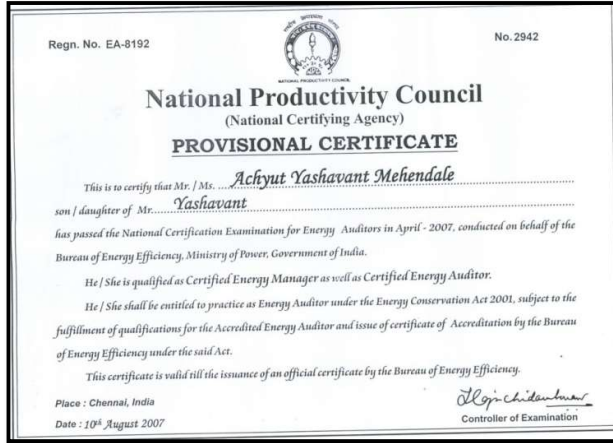 Regn. No. EA-8192
No. 2942
NATIONAL PRODUCTIVITY COUNCIL
National Productivity Council
(National Certifying Agency)
PROVISIONAL CERTIFICATE
This is to certify that Mr. / Ms. Achyut Yashavant Mehendale
son / daughter of Mr. Yashavant
has passed the National Certification Examination for Energy Auditors in April - 2007, conducted on behalf of the
Bureau of Energy Efficiency, Ministry of Power, Government of India.
He / She is qualified as Certified Energy Manager as well as Certified Energy Auditor.
He / She shall be entitled to practice as Energy Auditor under the Energy Conservation Act 2001, subject to the
fulfillment of qualifications for the Accredited Energy Auditor and issue of certificate of Accreditation by the Bureau
of Energy Efficiency under the said Act.
This certificate is valid till the issuance of an official certificate by the Bureau of Energy Efficiency.
Place : Chennai, India
Date : 10th August 2007
Controller of Examination